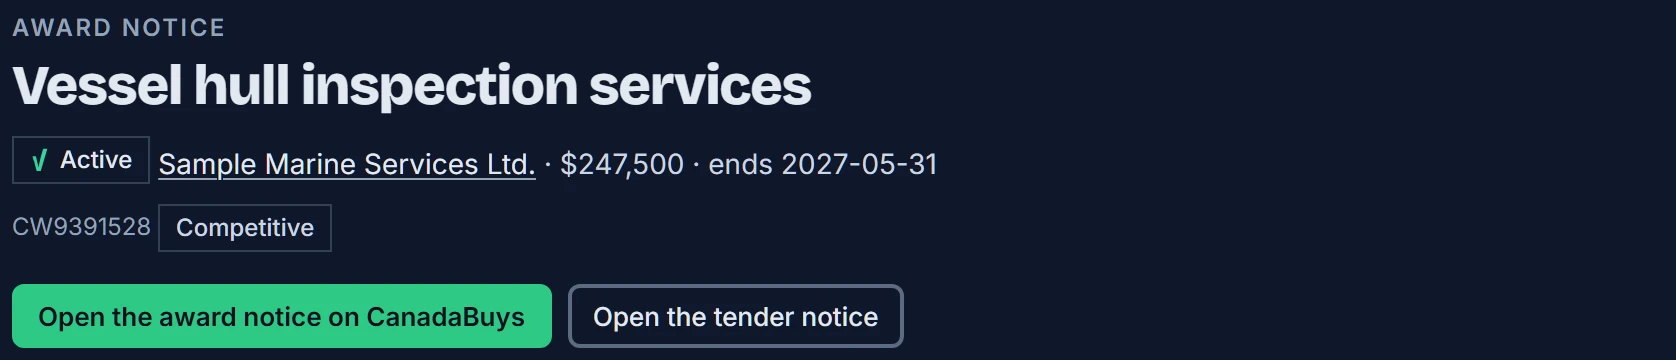 AWARD NOTICE
Vessel hull inspection services
√ Active Sample Marine Services Ltd. · $247,500 · ends 2027-05-31
CW9391528 Competitive
Open the award notice on CanadaBuys Open the tender notice